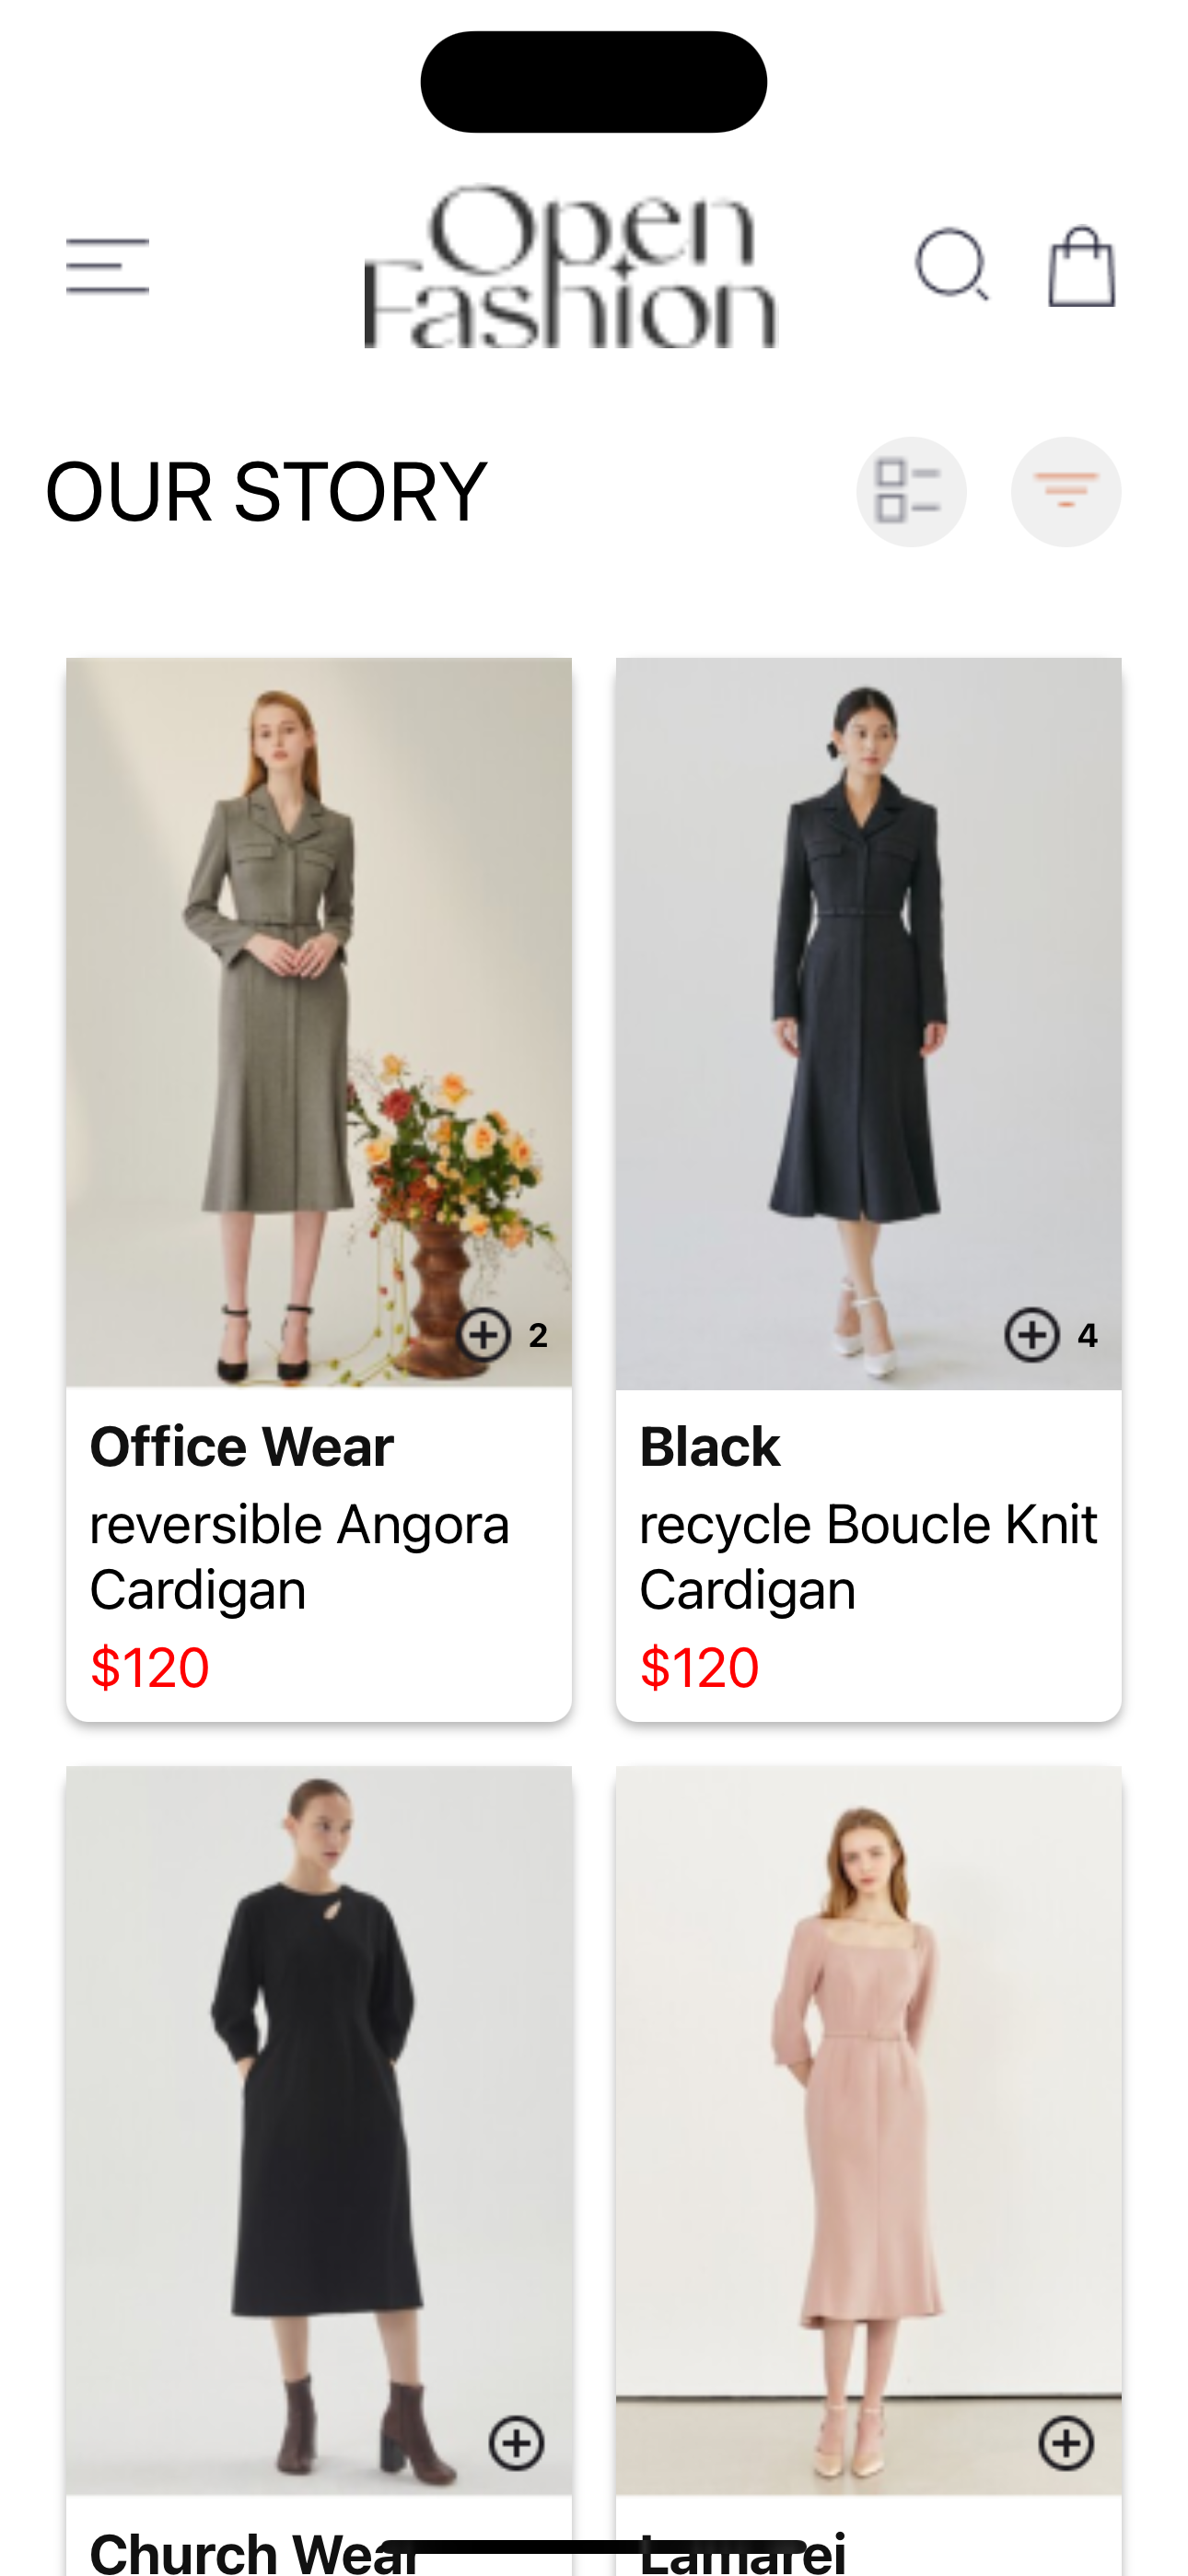 Open
Fashion
OUR STORY
2
4
Office Wear
Black
reversible Angora
Cardigan
recycle Boucle Knit
Cardigan
$120
$120
Church Wear
Lamarei